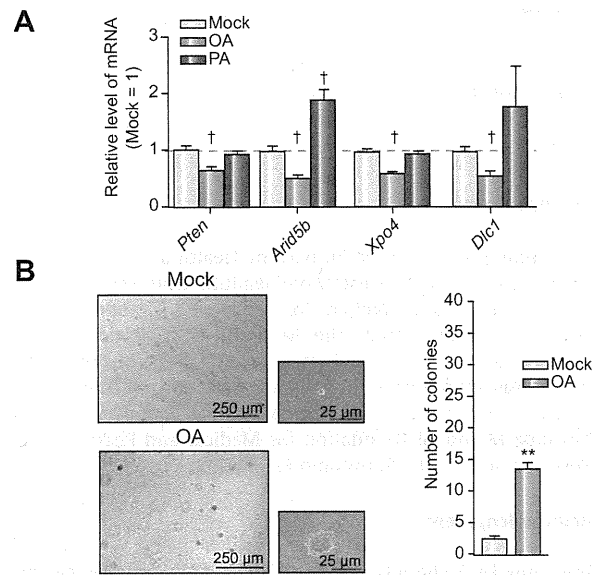 A
Relative level of mRNA
(Mock = 1)
3
2
1
0
Mock
OA
PA
†
†
†
†
†
Pten
Arid5b
Xpo4
Dlc1
B
Mock
250 μm
25 μm
OA
250 μm
25 μm
Number of colonies
40
35
30
25
20
15
10
5
0
Mock
OA
**